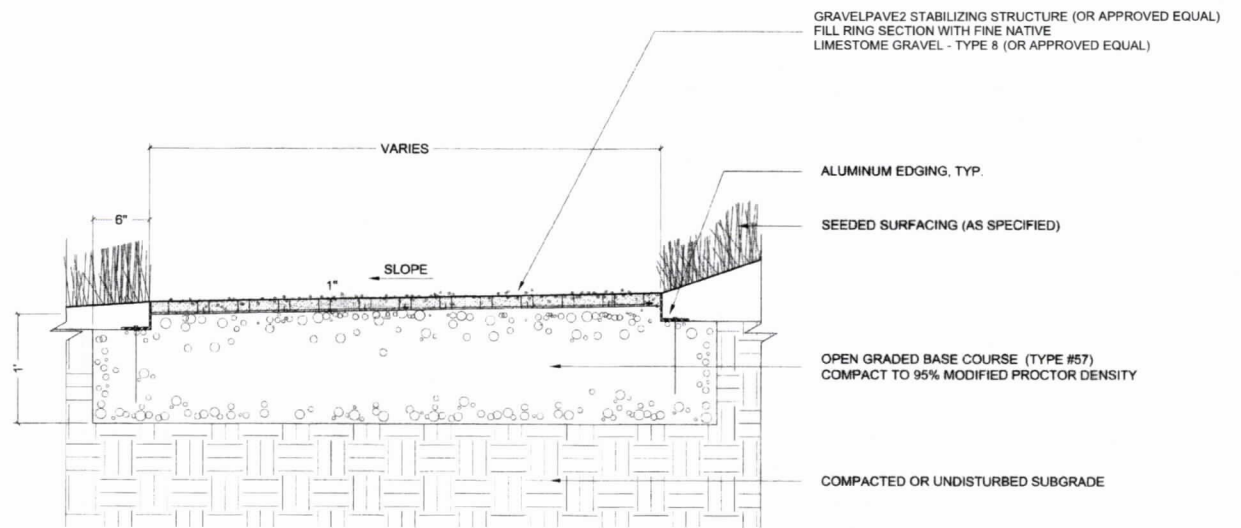 GRAVELPAVE2 STABILIZING STRUCTURE (OR APPROVED EQUAL)
FILL RING SECTION WITH FINE NATIVE
LIMESTOME GRAVEL - TYPE 8 (OR APPROVED EQUAL)
VARIES
ALUMINUM EDGING, TYP.
6"
SEEDED SURFACING (AS SPECIFIED)
SLOPE
1"
1'
OPEN GRADED BASE COURSE (TYPE #57)
COMPACT TO 95% MODIFIED PROCTOR DENSITY
COMPACTED OR UNDISTURBED SUBGRADE